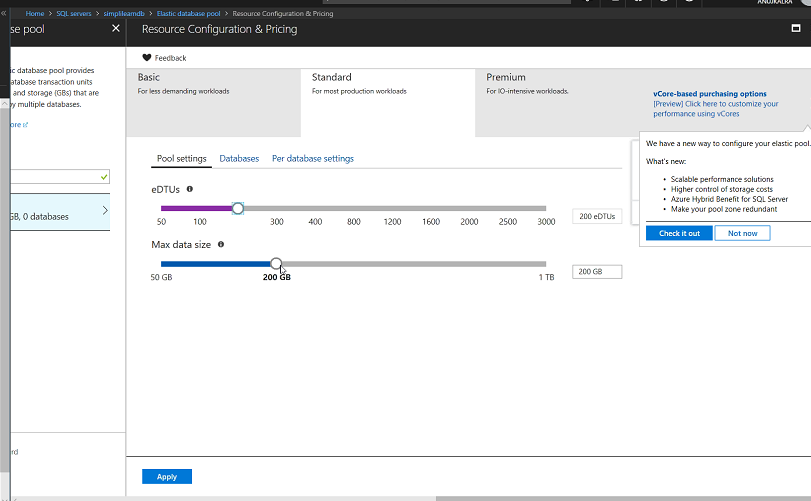 ANUJKALRA
Home > SQL servers > simplilearndb > Elastic database pool > Resource Configuration & Pricing
se pool
Resource Configuration & Pricing
ic database pool provides
atabase transaction units
and storage (GBs) that are
y multiple databases.
ore
GB, 0 databases
rd
Feedback
Basic
For less demanding workloads
Standard
For most production workloads
Premium
For IO-intensive workloads.
vCore-based purchasing options
[Preview] Click here to customize your
performance using vCores
We have a new way to configure your elastic pool.
What's new:
• Scalable performance solutions
• Higher control of storage costs
• Azure Hybrid Benefit for SQL Server
• Make your pool zone redundant
Check it out
Not now
Pool settings Databases Per database settings
eDTUs
50 100 300 400 800 1200 1600 2000 2500 3000
200 eDTUs
Max data size
50 GB 200 GB 1 TB
200 GB
Apply